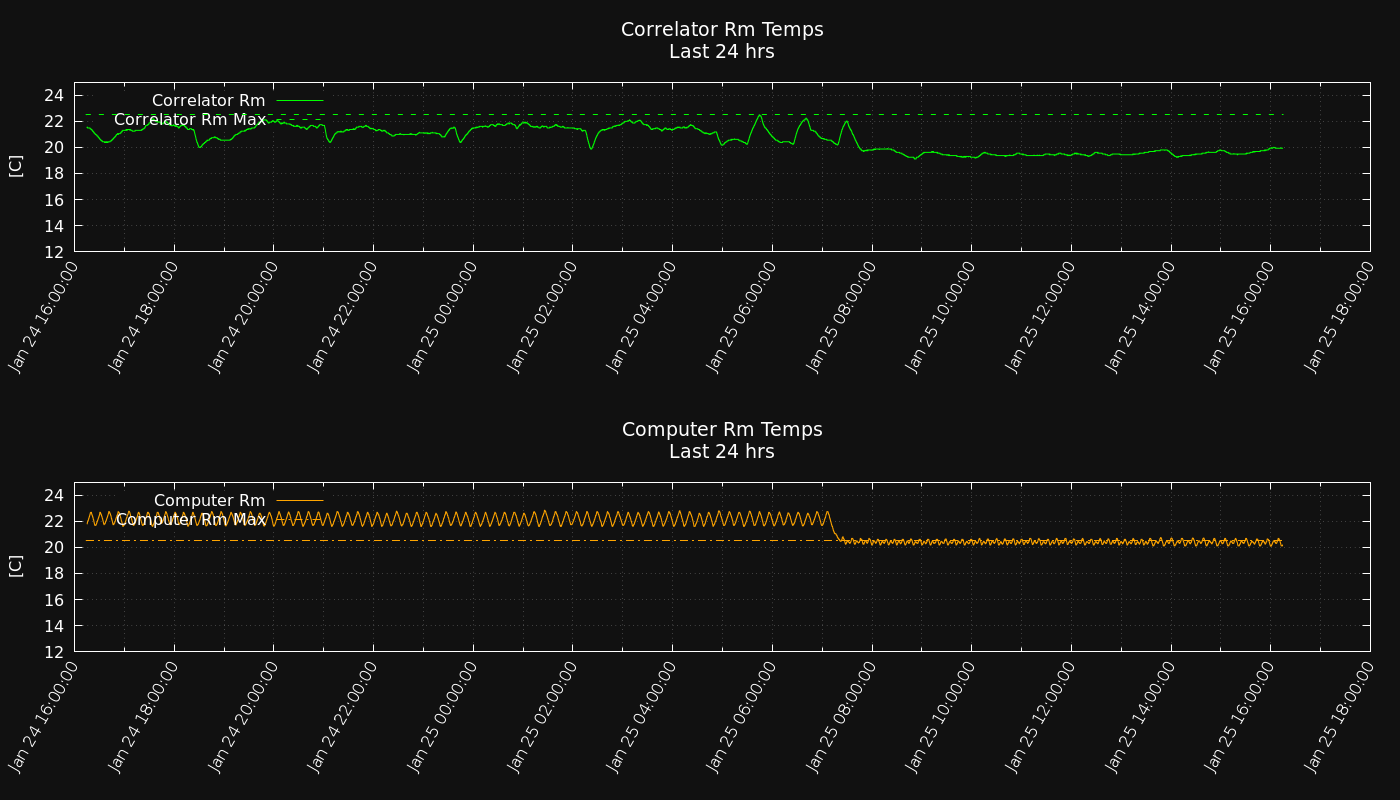 Correlator Rm Temps
Last 24 hrs
24
22
20
18
16
14
12
[C]
Correlator Rm
Correlator Rm Max
Jan 24 16:00:00
Jan 24 18:00:00
Jan 24 20:00:00
Jan 24 22:00:00
Jan 25 00:00:00
Jan 25 02:00:00
Jan 25 04:00:00
Jan 25 06:00:00
Jan 25 08:00:00
Jan 25 10:00:00
Jan 25 12:00:00
Jan 25 14:00:00
Jan 25 16:00:00
Jan 25 18:00:00
Computer Rm Temps
Last 24 hrs
24
22
20
18
16
14
12
[C]
Computer Rm
Computer Rm Max
Jan 24 16:00:00
Jan 24 18:00:00
Jan 24 20:00:00
Jan 24 22:00:00
Jan 25 00:00:00
Jan 25 02:00:00
Jan 25 04:00:00
Jan 25 06:00:00
Jan 25 08:00:00
Jan 25 10:00:00
Jan 25 12:00:00
Jan 25 14:00:00
Jan 25 16:00:00
Jan 25 18:00:00